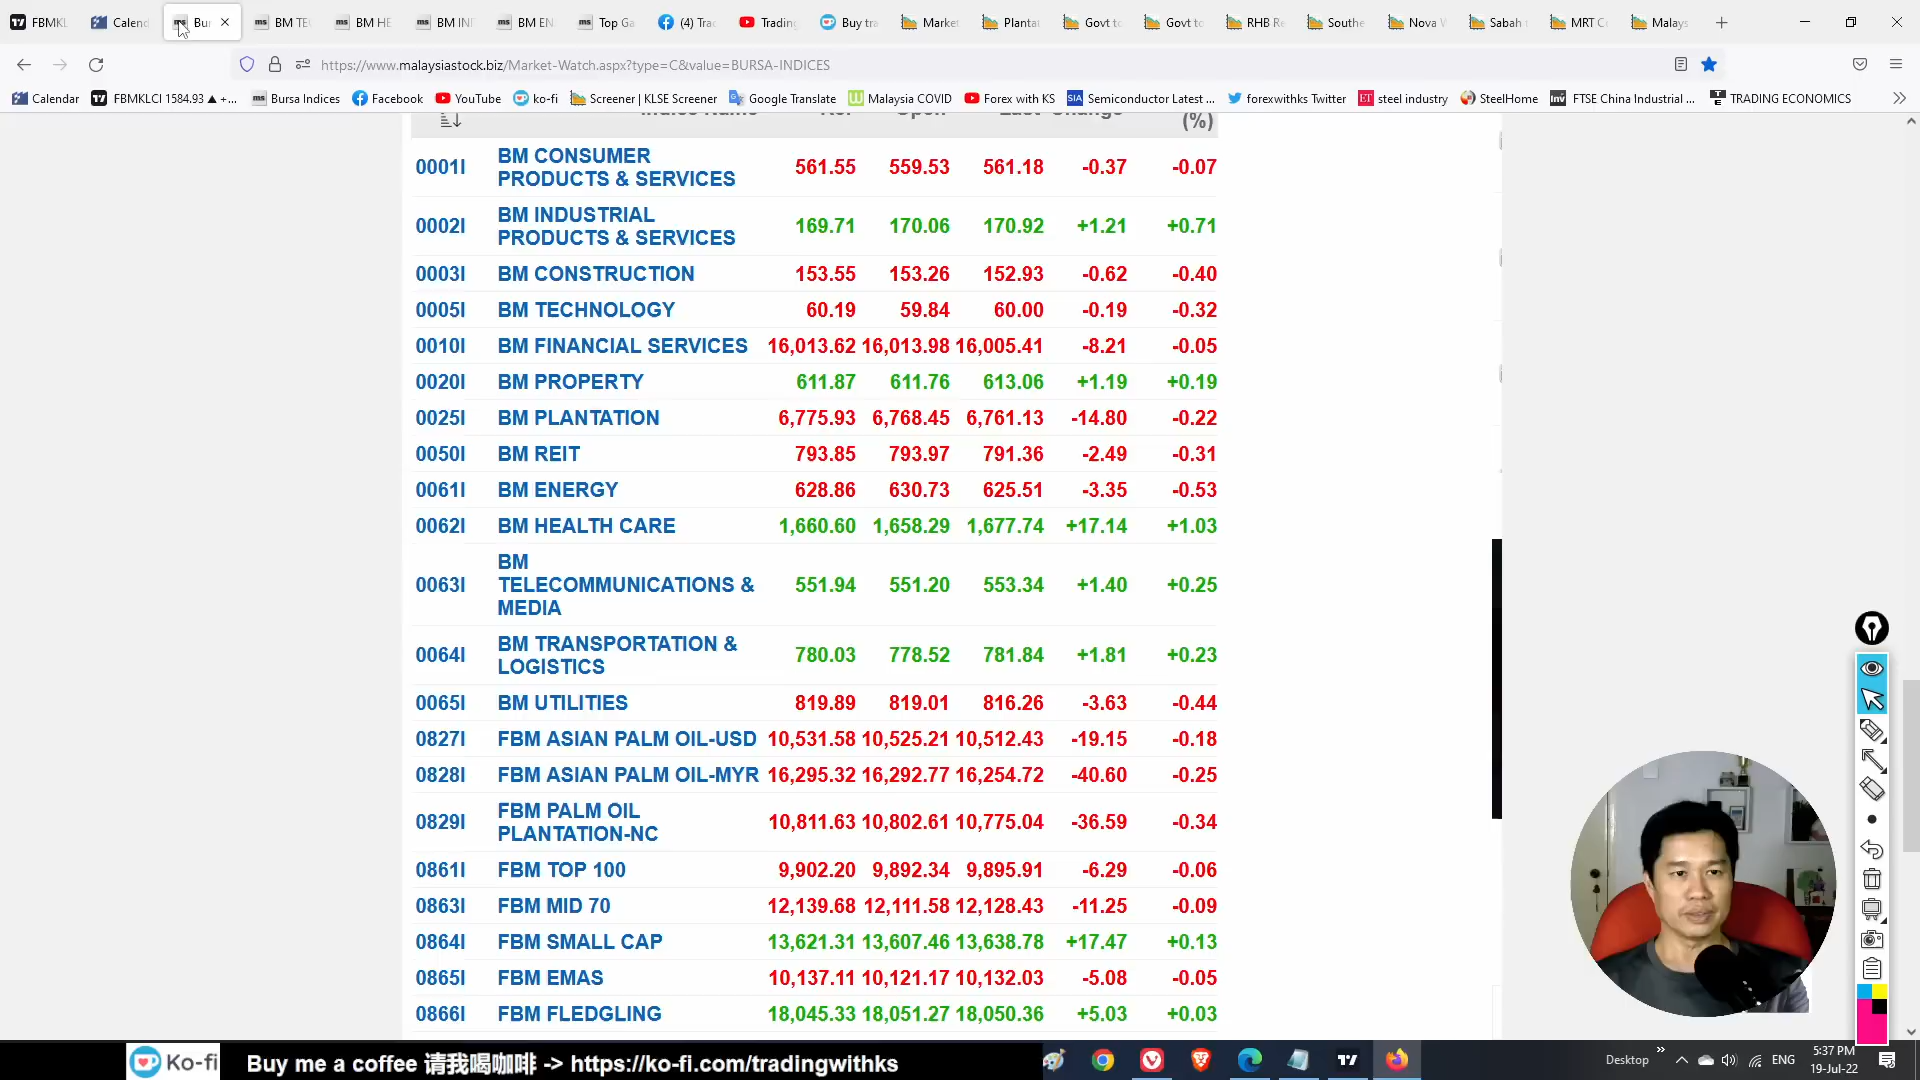 FBMKL
Calend
Bur
BM TE
BM HE
BM IN
BM EN
Top Ga
(4) Tra
Trading
Buy tra
Market
Planta
Govt to
Govt to
RHB Re
Southe
Nova
Sabah
MRT C
Malays
https://www.malaysiastock.biz/Market-Watch.aspx?type=C&value=BURSA-INDICES
Calendar
FBMKLCI 1584.93 ▲ +...
Bursa Indices
Facebook
YouTube
ko-fi
Screener | KLSE Screener
Google Translate
Malaysia COVID
Forex with KS
Semiconductor Latest ...
forexwithks Twitter
steel industry
SteelHome
FTSE China Industrial ...
TRADING ECONOMICS
(%)
0001I BM CONSUMER PRODUCTS & SERVICES 561.55 559.53 561.18 -0.37 -0.07
0002I BM INDUSTRIAL PRODUCTS & SERVICES 169.71 170.06 170.92 +1.21 +0.71
0003I BM CONSTRUCTION 153.55 153.26 152.93 -0.62 -0.40
0005I BM TECHNOLOGY 60.19 59.84 60.00 -0.19 -0.32
0010I BM FINANCIAL SERVICES 16,013.62 16,013.98 16,005.41 -8.21 -0.05
0020I BM PROPERTY 611.87 611.76 613.06 +1.19 +0.19
0025I BM PLANTATION 6,775.93 6,768.45 6,761.13 -14.80 -0.22
0050I BM REIT 793.85 793.97 791.36 -2.49 -0.31
0061I BM ENERGY 628.86 630.73 625.51 -3.35 -0.53
0062I BM HEALTH CARE 1,660.60 1,658.29 1,677.74 +17.14 +1.03
0063I BM TELECOMMUNICATIONS & MEDIA 551.94 551.20 553.34 +1.40 +0.25
0064I BM TRANSPORTATION & LOGISTICS 780.03 778.52 781.84 +1.81 +0.23
0065I BM UTILITIES 819.89 819.01 816.26 -3.63 -0.44
0827I FBM ASIAN PALM OIL-USD 10,531.58 10,525.21 10,512.43 -19.15 -0.18
0828I FBM ASIAN PALM OIL-MYR 16,295.32 16,292.77 16,254.72 -40.60 -0.25
0829I FBM PALM OIL PLANTATION-NC 10,811.63 10,802.61 10,775.04 -36.59 -0.34
0861I FBM TOP 100 9,902.20 9,892.34 9,895.91 -6.29 -0.06
0863I FBM MID 70 12,139.68 12,111.58 12,128.43 -11.25 -0.09
0864I FBM SMALL CAP 13,621.31 13,607.46 13,638.78 +17.47 +0.13
0865I FBM EMAS 10,137.11 10,121.17 10,132.03 -5.08 -0.05
0866I FBM FLEDGLING 18,045.33 18,051.27 18,050.36 +5.03 +0.03
Ko-fi Buy me a coffee 请我喝咖啡 -> https://ko-fi.com/tradingwithks
Desktop
ENG
5:37 PM
19-Jul-22